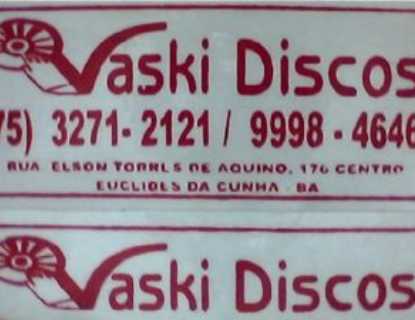 Vaski Discos
75) 3271-2121 / 9998 - 4646
RUA ELSON TORRES DE AQUINO, 176 CENTRO
EUCLIDES DA CUNHA - BA
Vaski Discos